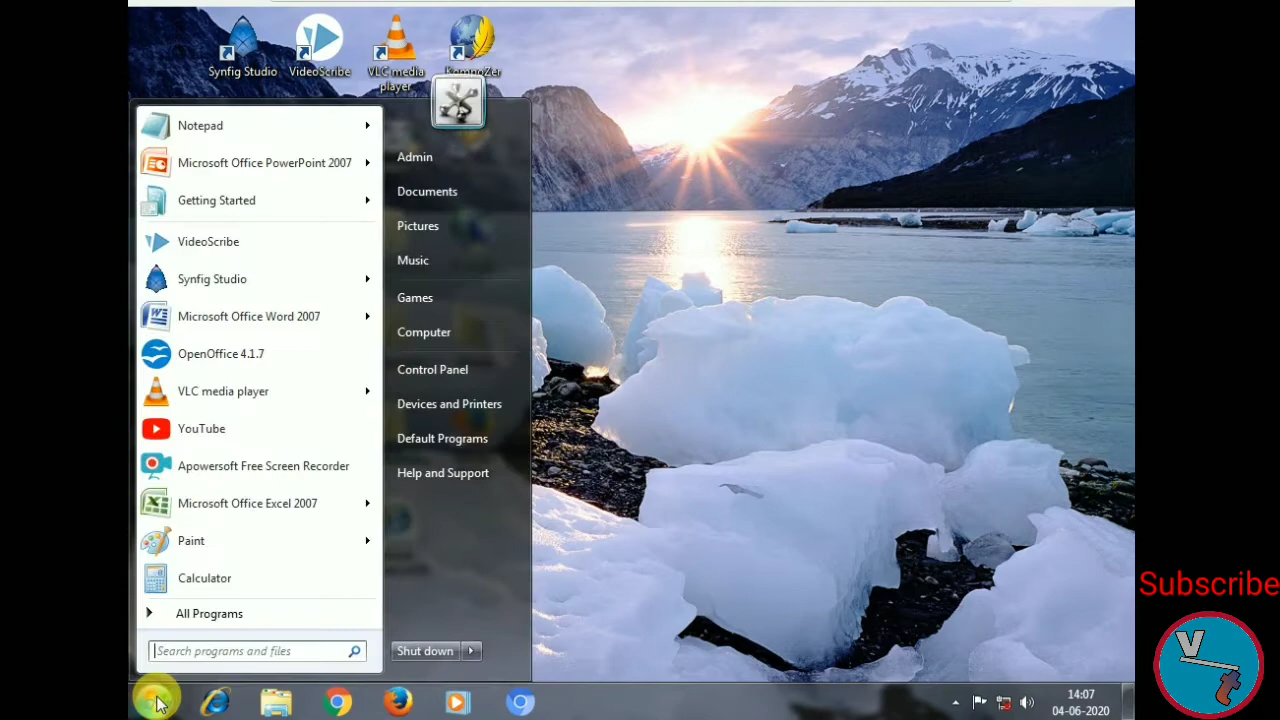 Synfig Studio
VideoScribe
VLC media player
KompoZer
Notepad
Microsoft Office PowerPoint 2007
Getting Started
VideoScribe
Synfig Studio
Microsoft Office Word 2007
OpenOffice 4.1.7
VLC media player
YouTube
Apowersoft Free Screen Recorder
Microsoft Office Excel 2007
Paint
Calculator
All Programs
Search programs and files
Admin
Documents
Pictures
Music
Games
Computer
Control Panel
Devices and Printers
Default Programs
Help and Support
Shut down
14:07
04-06-2020
Subscribe
V
t